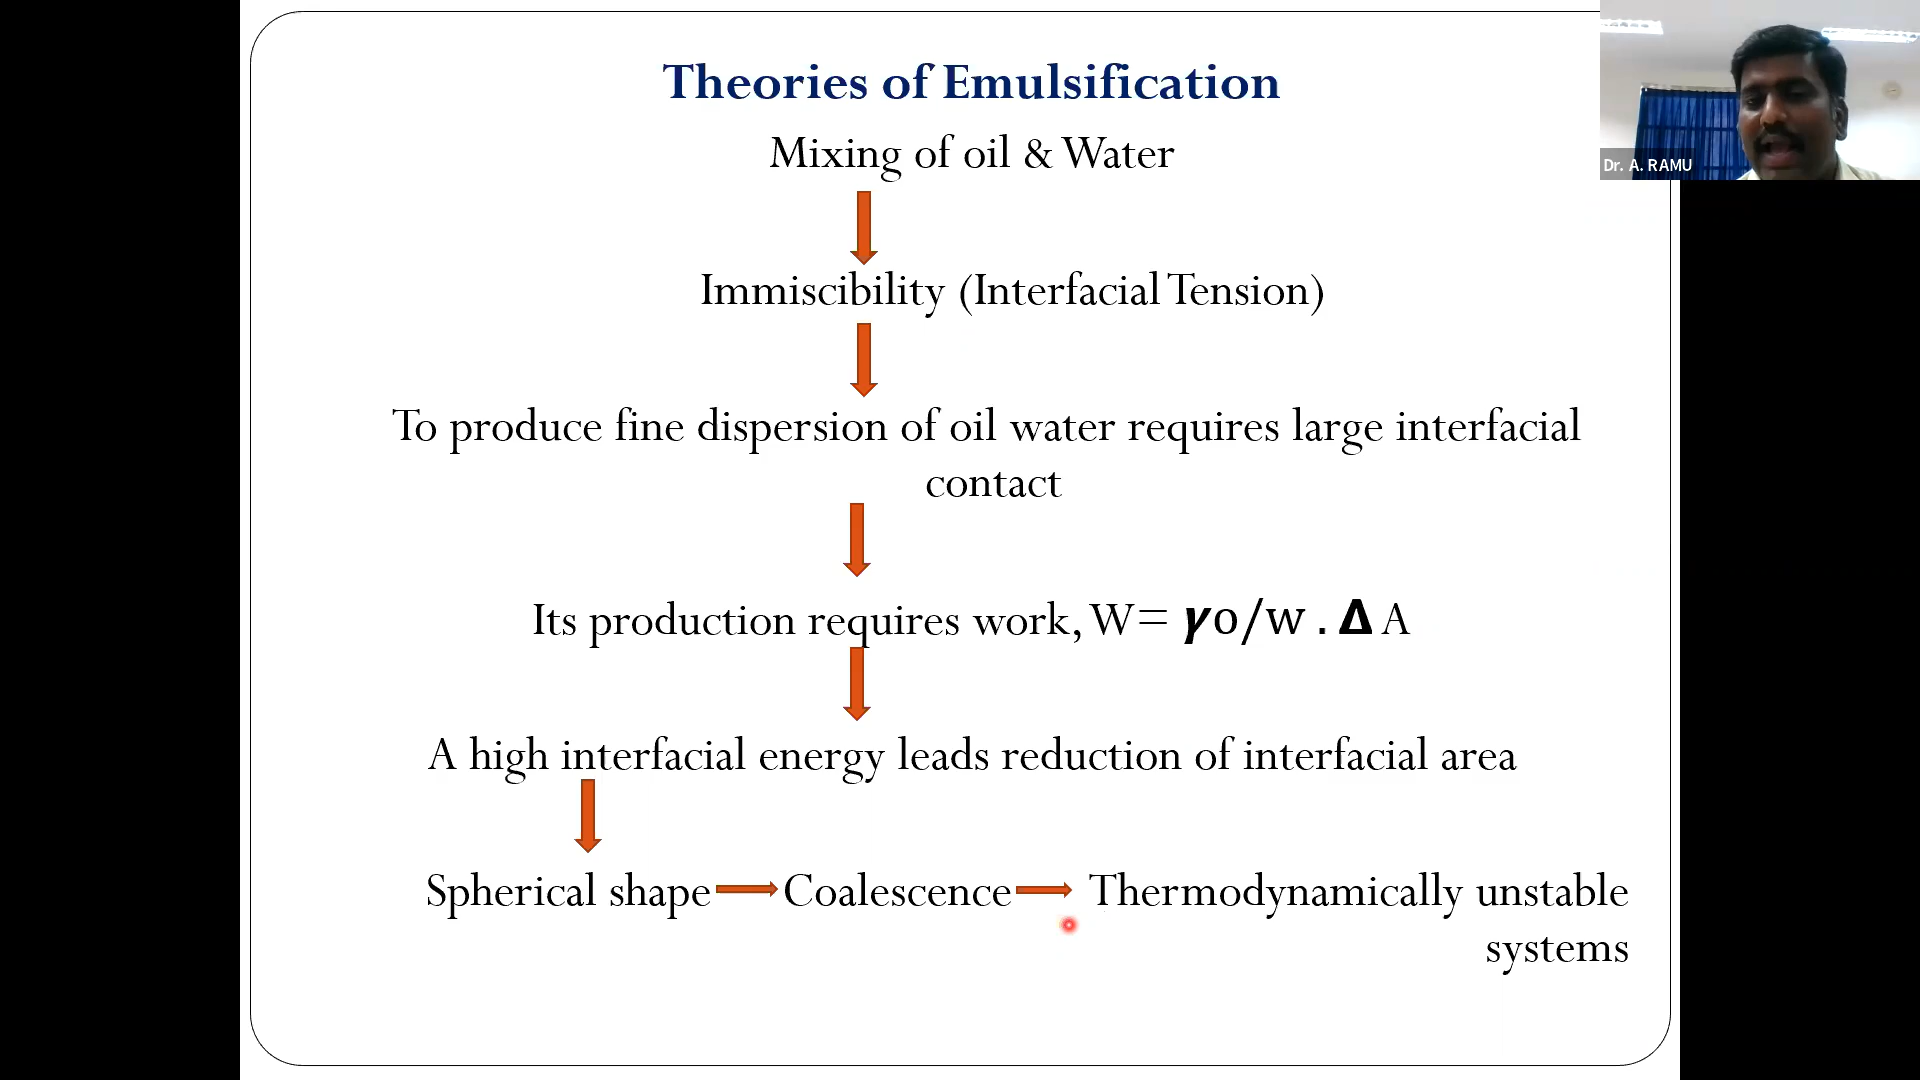 Theories of Emulsification
Dr. A. RAMU
Mixing of oil & Water
Immiscibility (Interfacial Tension)
To produce fine dispersion of oil water requires large interfacial
contact
Its production requires work, W= 𝜸o/w . 𝚫 A
A high interfacial energy leads reduction of interfacial area
Spherical shape Coalescence Thermodynamically unstable
systems